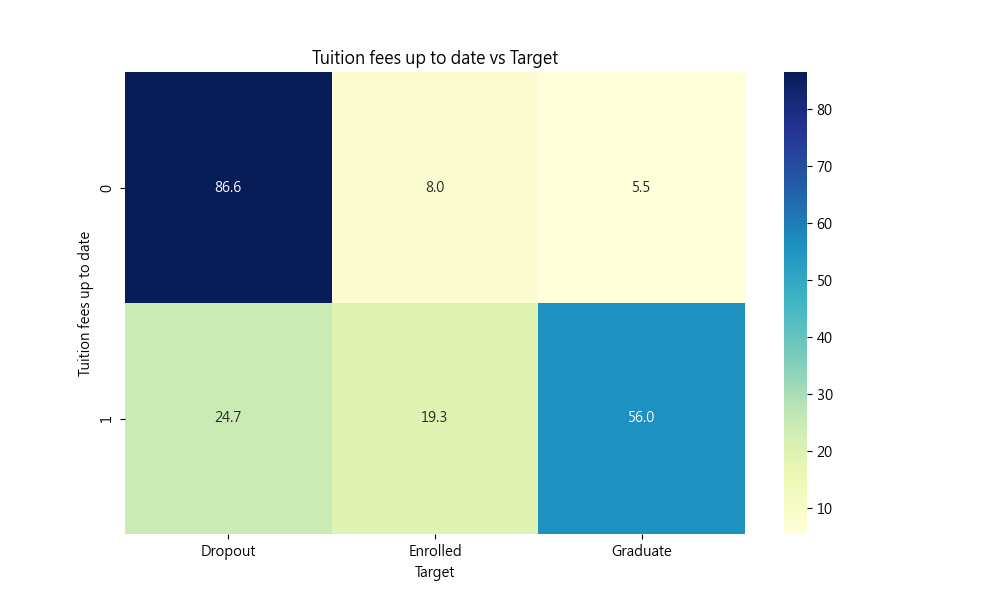 Tuition fees up to date vs Target
Tuition fees up to date
0
1
86.6
8.0
5.5
24.7
19.3
56.0
Dropout
Enrolled
Graduate
Target
80
70
60
50
40
30
20
10